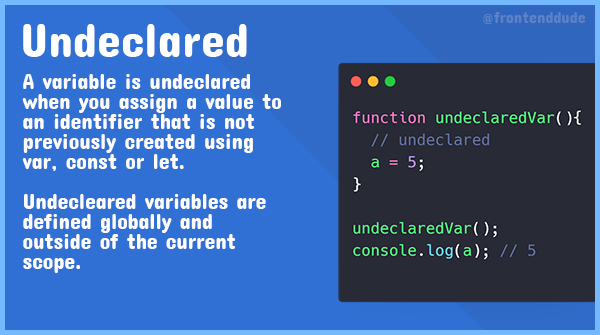 @frontenddude
Undeclared
A variable is undeclared
when you assign a value to
an identifier that is not
previously created using
var, const or let.
Undecleared variables are
defined globally and
outside of the current
scope.
function undeclaredVar(){
// undeclared
a = 5;
}
undeclaredVar();
console.log(a); // 5